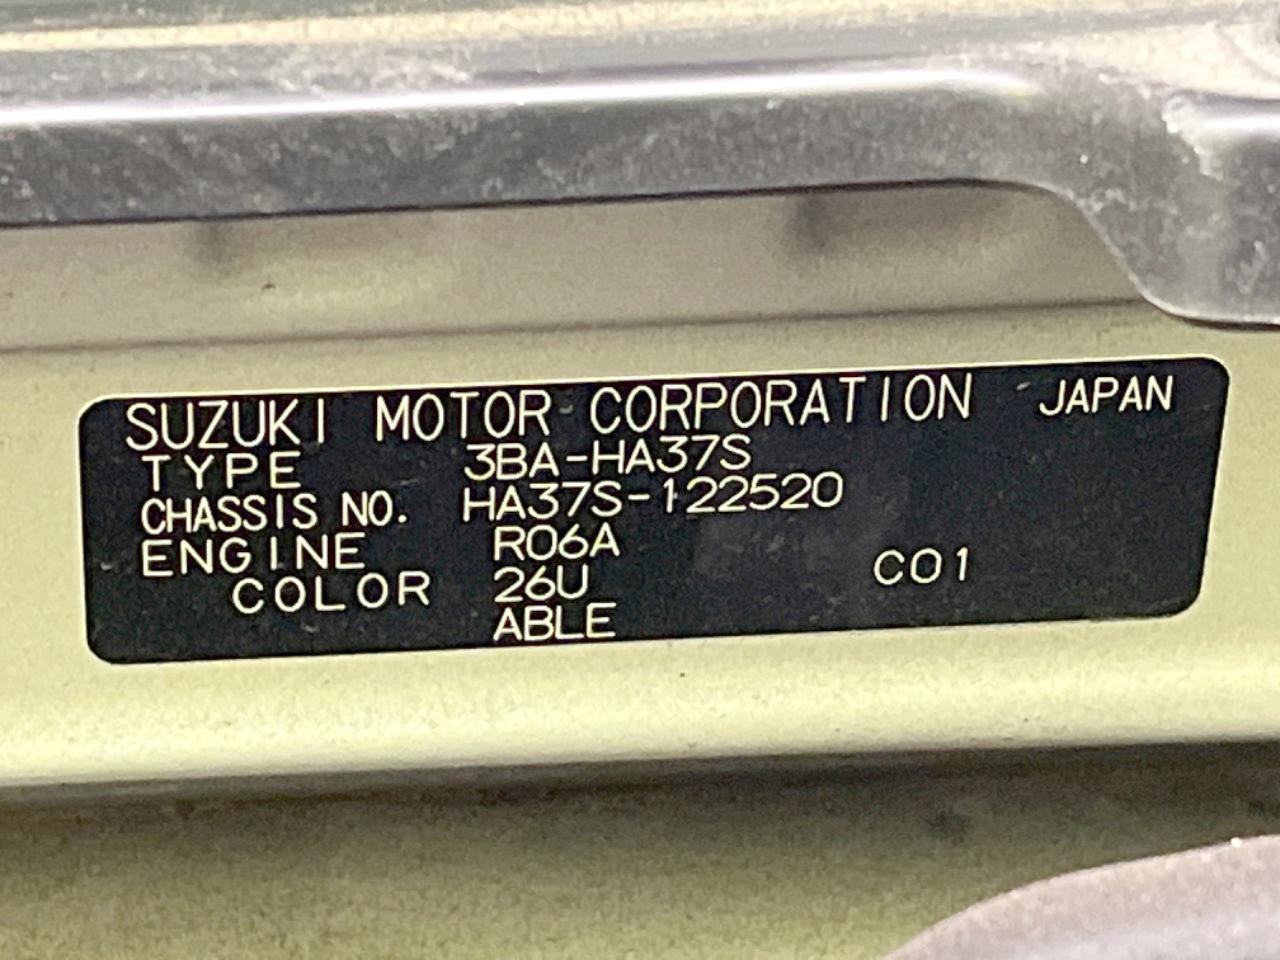 SUZUKI MOTOR CORPORATION JAPAN
TYPE 3BA-HA37S
CHASSIS NO. HA37S-122520
ENGINE R06A
COLOR 26U C01
ABLE